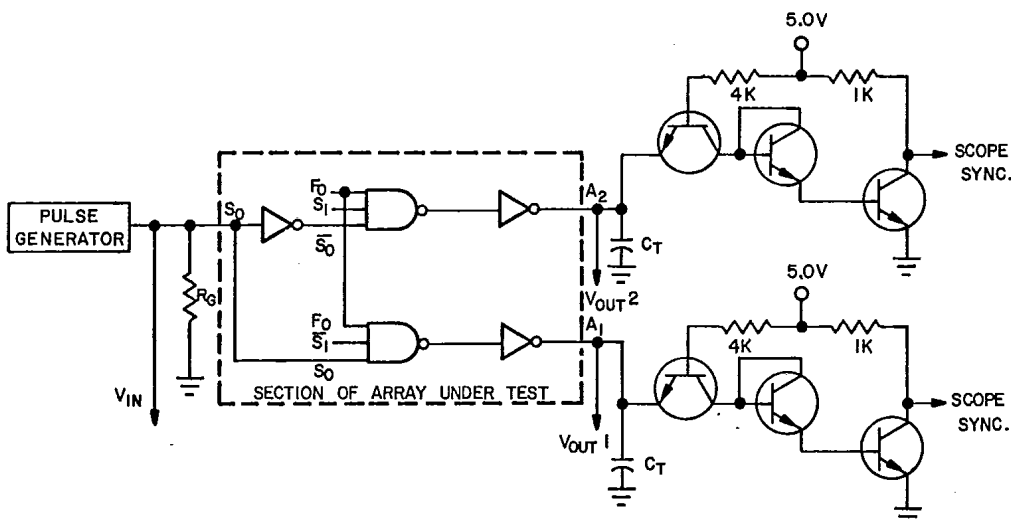 5.0V
4K
1K
SCOPE
SYNC.
PULSE
GENERATOR
S0
F0
S1
S̅0
A2
CT
VOUT 2
RG
VIN
F0
S̅1
S0
A1
SECTION OF ARRAY UNDER TEST
VOUT 1
CT
5.0V
4K
1K
SCOPE
SYNC.